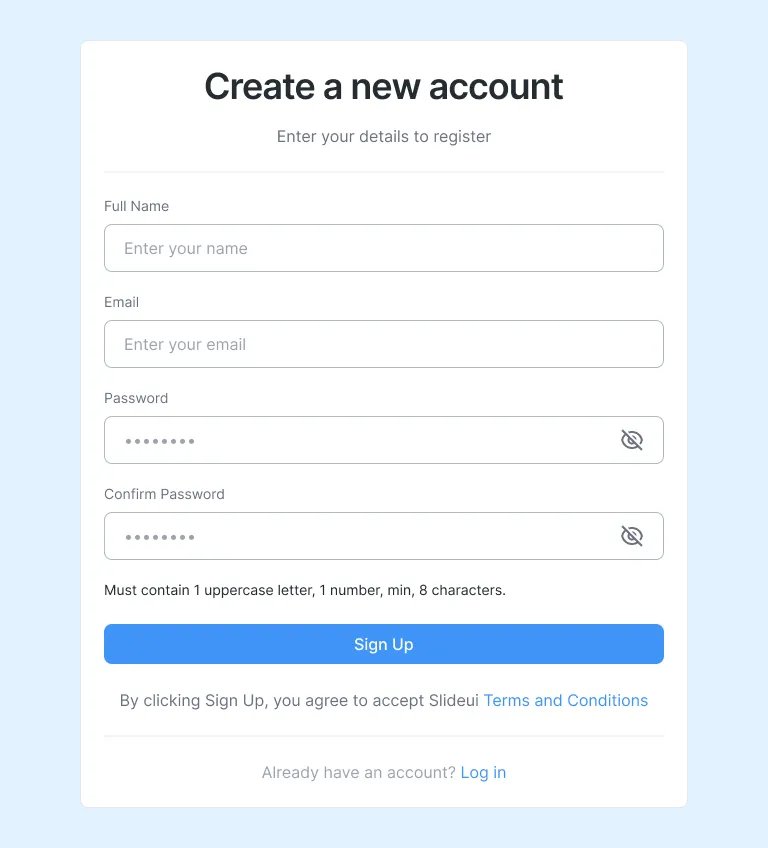 Create a new account
Enter your details to register
Full Name
Enter your name
Email
Enter your email
Password
••••••••
Confirm Password
••••••••
Must contain 1 uppercase letter, 1 number, min, 8 characters.
Sign Up
By clicking Sign Up, you agree to accept Slideui Terms and Conditions
Already have an account? Log in